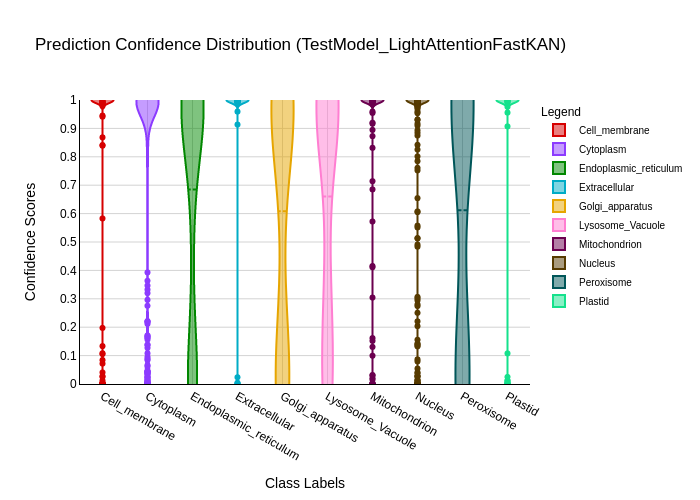 Prediction Confidence Distribution (TestModel_LightAttentionFastKAN)
Confidence Scores
1
0.9
0.8
0.7
0.6
0.5
0.4
0.3
0.2
0.1
0
Cell_membrane
Cytoplasm
Endoplasmic_reticulum
Extracellular
Golgi_apparatus
Lysosome_Vacuole
Mitochondrion
Nucleus
Peroxisome
Plastid
Class Labels
Legend
Cell_membrane
Cytoplasm
Endoplasmic_reticulum
Extracellular
Golgi_apparatus
Lysosome_Vacuole
Mitochondrion
Nucleus
Peroxisome
Plastid